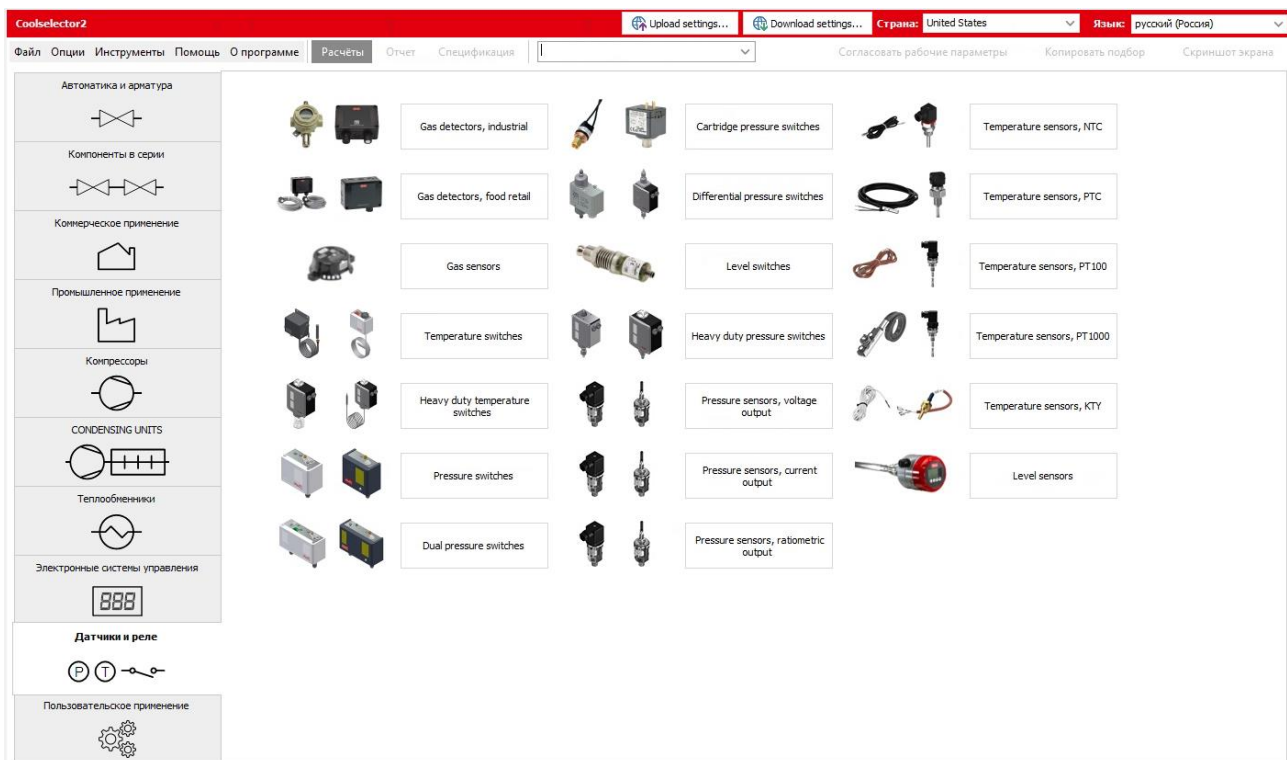 Coolselector2
Upload settings...
Download settings...
Страна:
United States
Язык:
русский (Россия)
Файл Опции Инструменты Помощь О программе
Расчёты
Отчет
Спецификация
Согласовать рабочие параметры
Копировать подбор
Скриншот экрана
Автоматика и арматура
Компоненты в серии
Коммерческое применение
Промышленное применение
Компрессоры
CONDENSING UNITS
Теплообменники
Электронные системы управления
888
Датчики и реле
P T
Пользовательское применение
Gas detectors, industrial
Gas detectors, food retail
Gas sensors
Temperature switches
Heavy duty temperature
switches
Pressure switches
Dual pressure switches
Cartridge pressure switches
Differential pressure switches
Level switches
Heavy duty pressure switches
Pressure sensors, voltage
output
Pressure sensors, current
output
Pressure sensors, ratiometric
output
Temperature sensors, NTC
Temperature sensors, PTC
Temperature sensors, PT100
Temperature sensors, PT1000
Temperature sensors, KTY
Level sensors